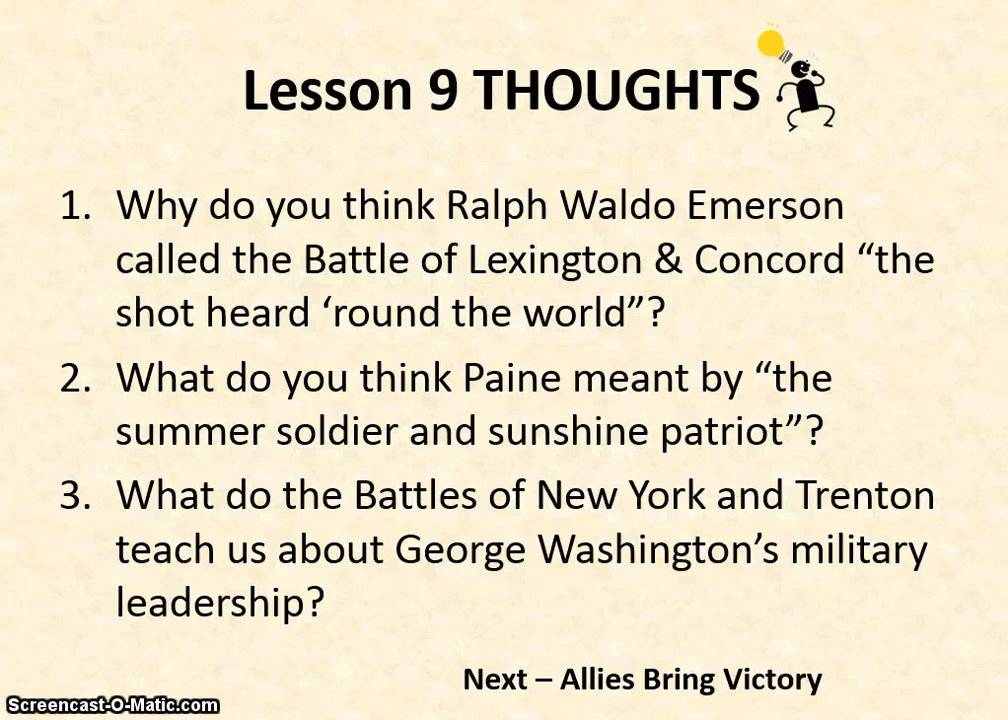 Lesson 9 THOUGHTS
1. Why do you think Ralph Waldo Emerson
called the Battle of Lexington & Concord “the
shot heard ‘round the world”?
2. What do you think Paine meant by “the
summer soldier and sunshine patriot”?
3. What do the Battles of New York and Trenton
teach us about George Washington’s military
leadership?
Next – Allies Bring Victory
Screencast-O-Matic.com